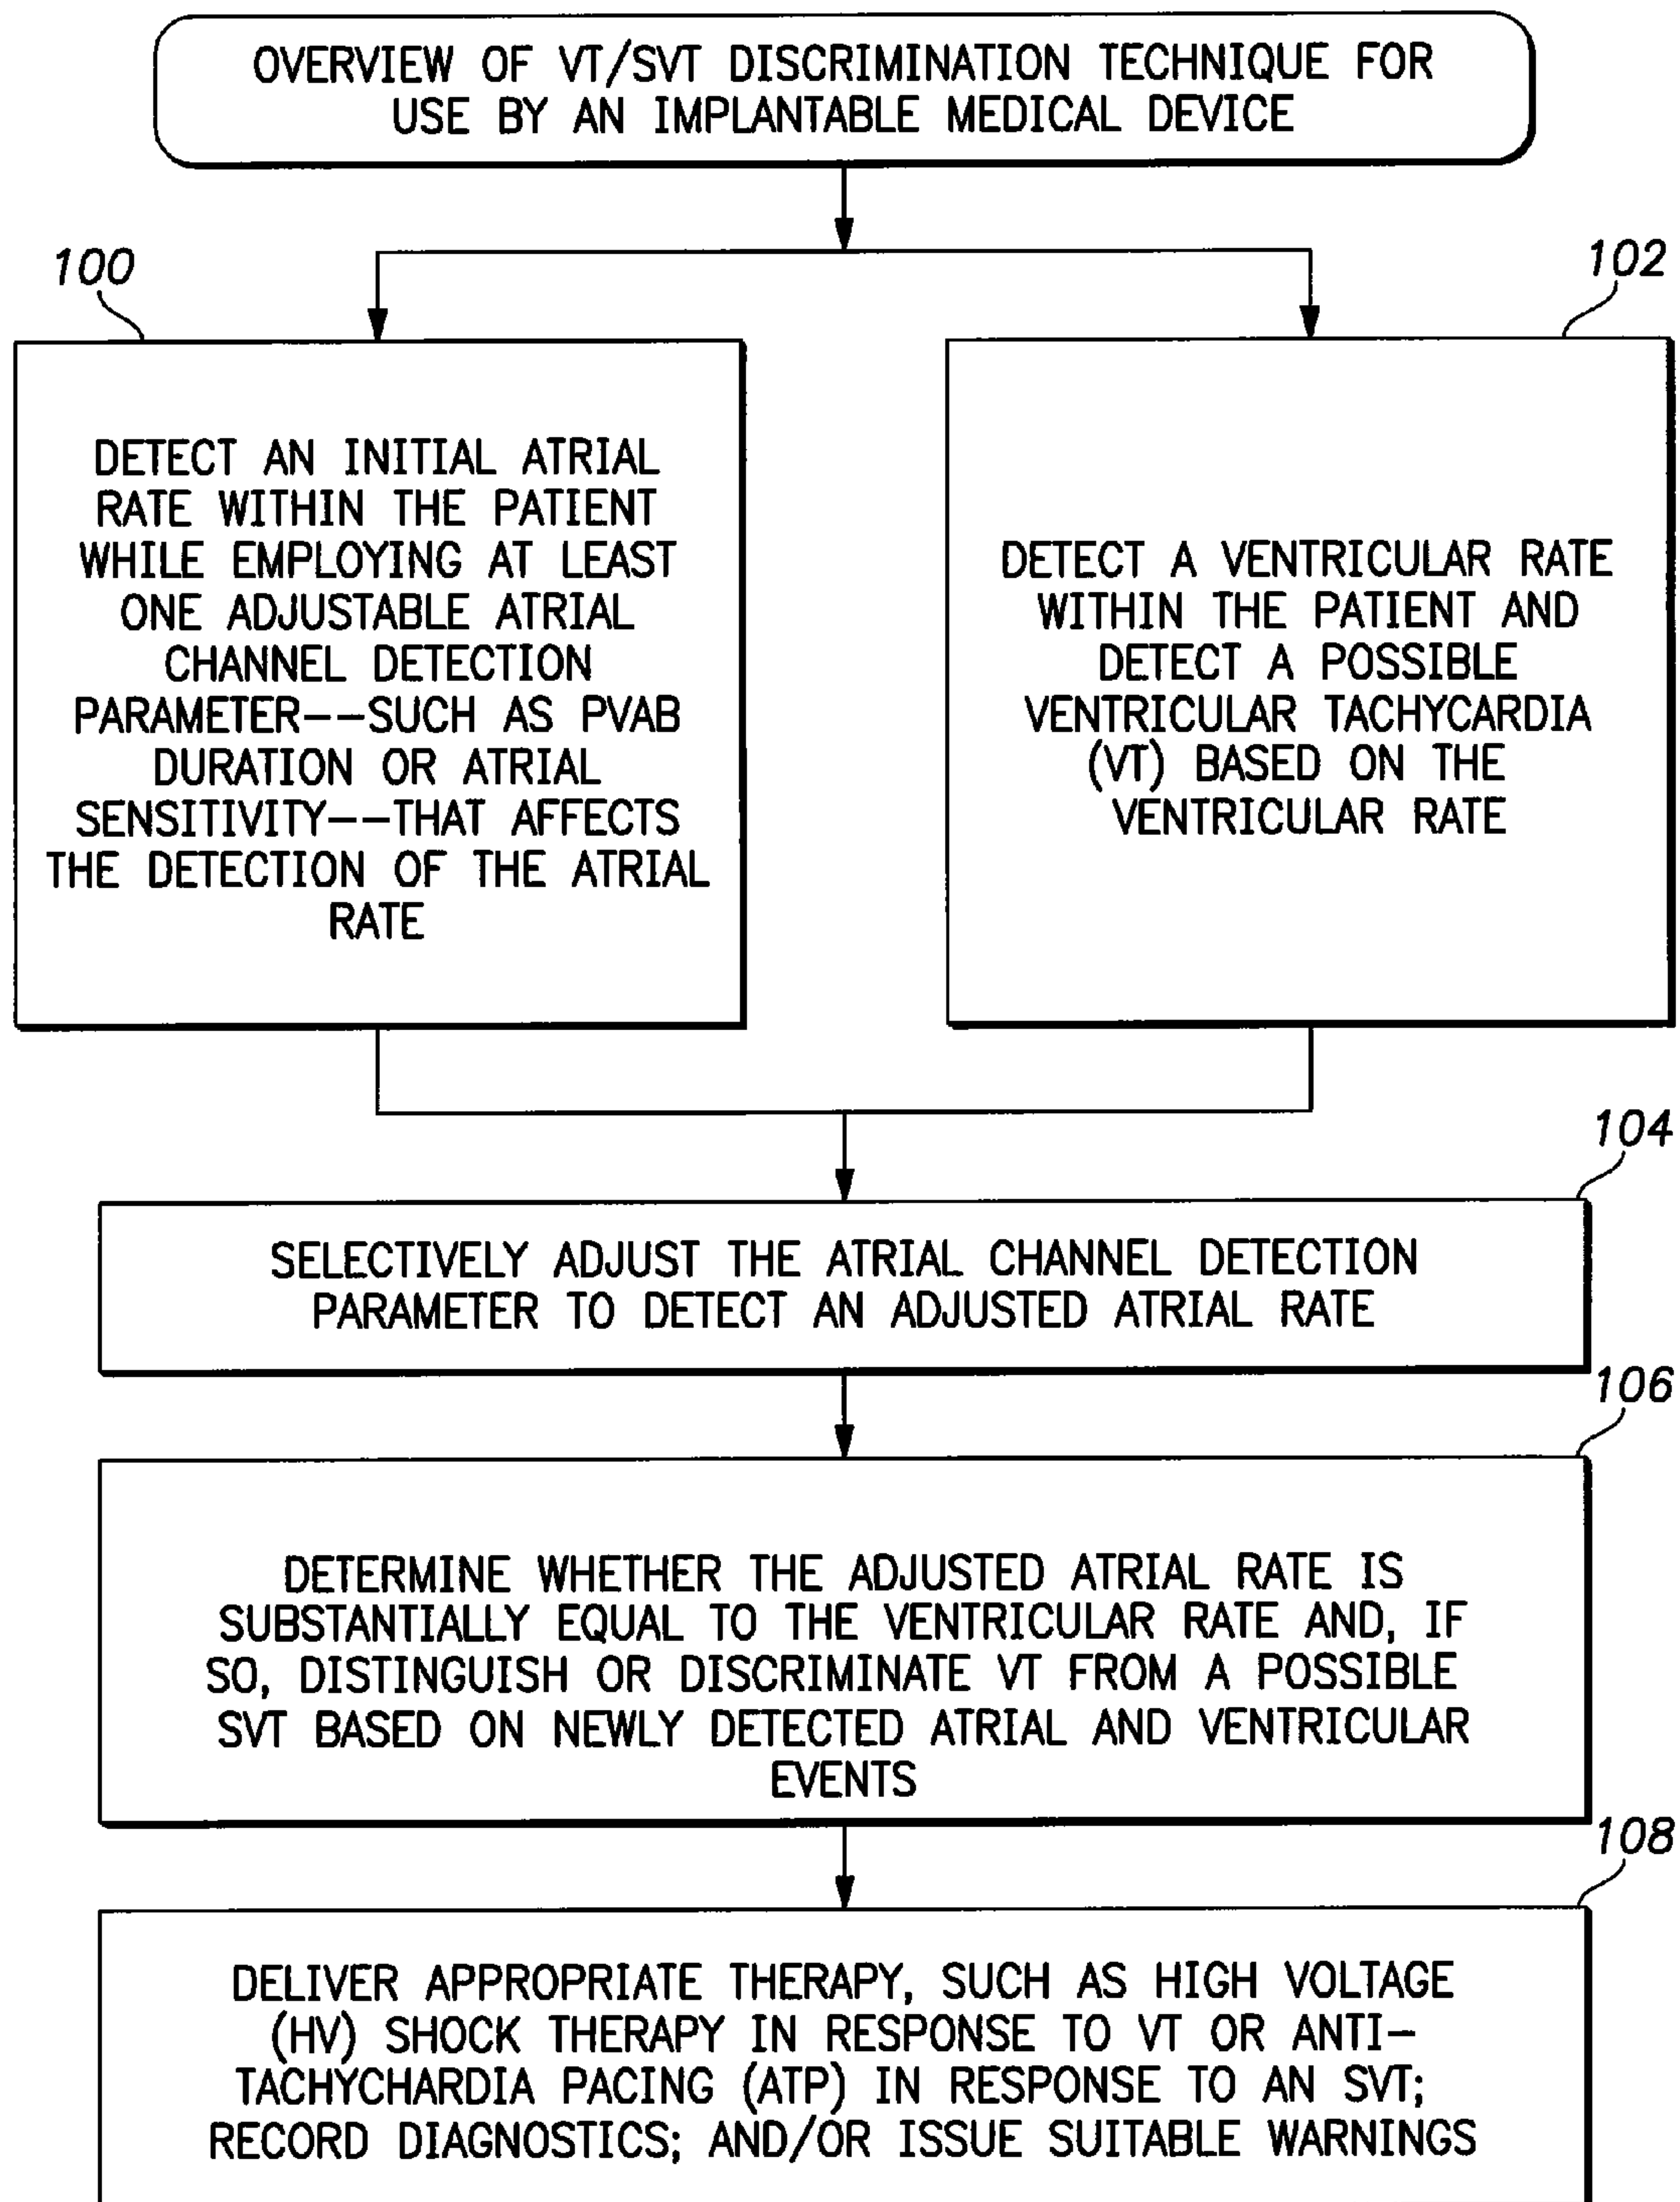 OVERVIEW OF VT/SVT DISCRIMINATION TECHNIQUE FOR
USE BY AN IMPLANTABLE MEDICAL DEVICE
100
DETECT AN INITIAL ATRIAL
RATE WITHIN THE PATIENT
WHILE EMPLOYING AT LEAST
ONE ADJUSTABLE ATRIAL
CHANNEL DETECTION
PARAMETER--SUCH AS PVAB
DURATION OR ATRIAL
SENSITIVITY--THAT AFFECTS
THE DETECTION OF THE ATRIAL
RATE
102
DETECT A VENTRICULAR RATE
WITHIN THE PATIENT AND
DETECT A POSSIBLE
VENTRICULAR TACHYCARDIA
(VT) BASED ON THE
VENTRICULAR RATE
104
SELECTIVELY ADJUST THE ATRIAL CHANNEL DETECTION
PARAMETER TO DETECT AN ADJUSTED ATRIAL RATE
106
DETERMINE WHETHER THE ADJUSTED ATRIAL RATE IS
SUBSTANTIALLY EQUAL TO THE VENTRICULAR RATE AND, IF
SO, DISTINGUISH OR DISCRIMINATE VT FROM A POSSIBLE
SVT BASED ON NEWLY DETECTED ATRIAL AND VENTRICULAR
EVENTS
108
DELIVER APPROPRIATE THERAPY, SUCH AS HIGH VOLTAGE
(HV) SHOCK THERAPY IN RESPONSE TO VT OR ANTI-
TACHYCHARDIA PACING (ATP) IN RESPONSE TO AN SVT;
RECORD DIAGNOSTICS; AND/OR ISSUE SUITABLE WARNINGS